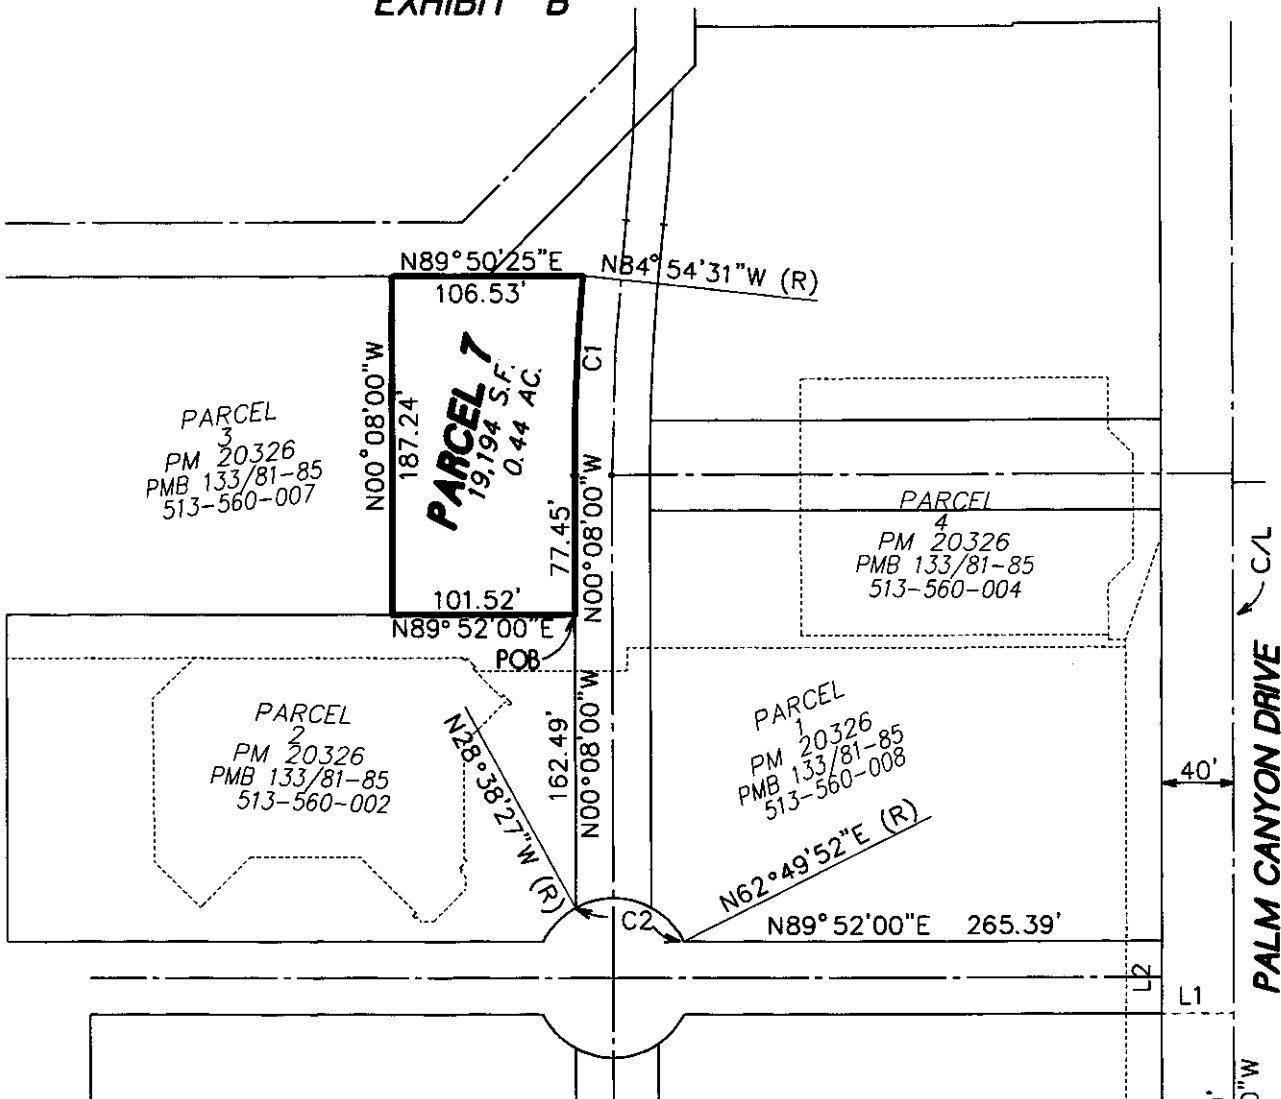 EXHIBIT "B"
N89°50'25"E
106.53'
N84°54'31"W (R)
C1
N00°08'00"W
187.24'
PARCEL 7
19,194 S.F.
0.44 AC.
PARCEL
3
PM 20326
PMB 133/81-85
513-560-007
77.45'
N00°08'00"W
101.52'
N89°52'00"E
POB
PARCEL
4
PM 20326
PMB 133/81-85
513-560-004
C/L
PARCEL
2
PM 20326
PMB 133/81-85
513-560-002
N28°38'27"W (R)
162.49'
N00°08'00"W
PARCEL
1
PM 20326
PMB 133/81-85
513-560-008
N62°49'52"E (R)
40'
PALM CANYON DRIVE
C2
N89°52'00"E 265.39'
L2
L1